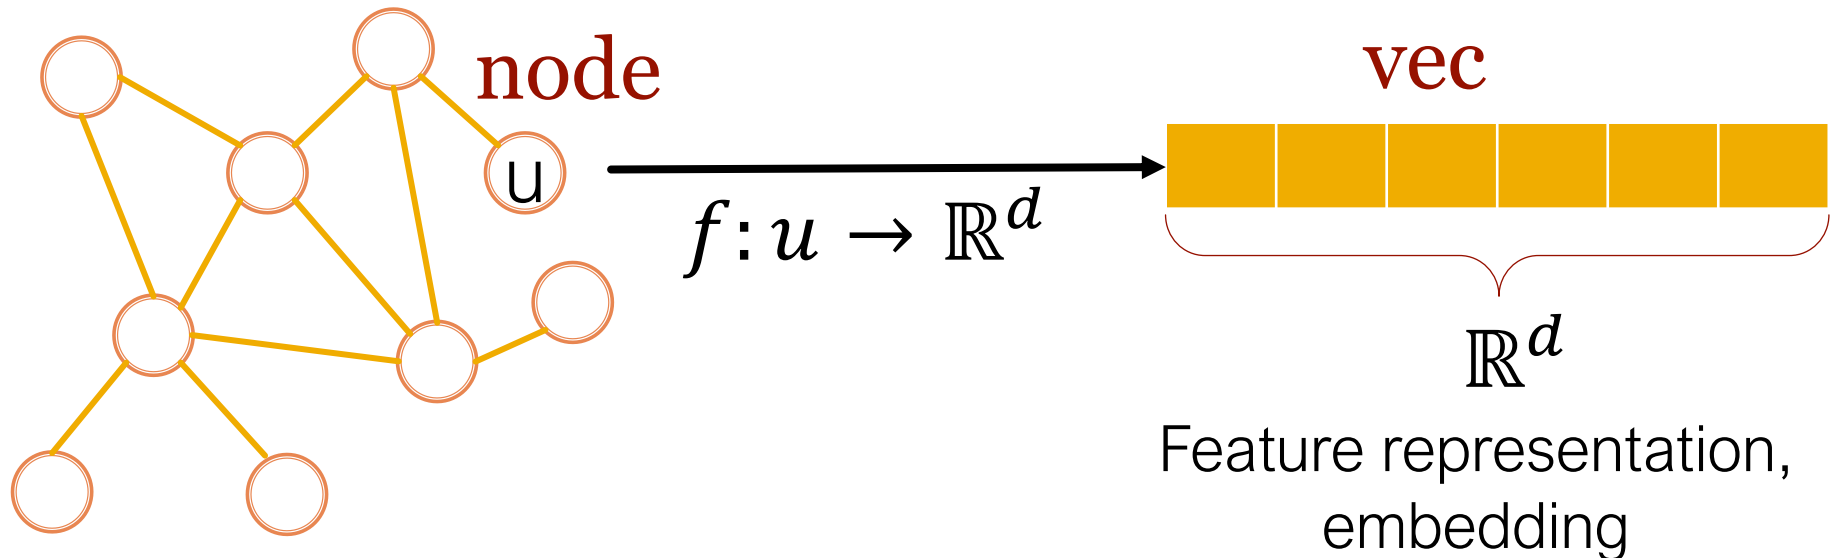 node
vec
u
f: u → ℝ^d
ℝ^d
Feature representation,
embedding